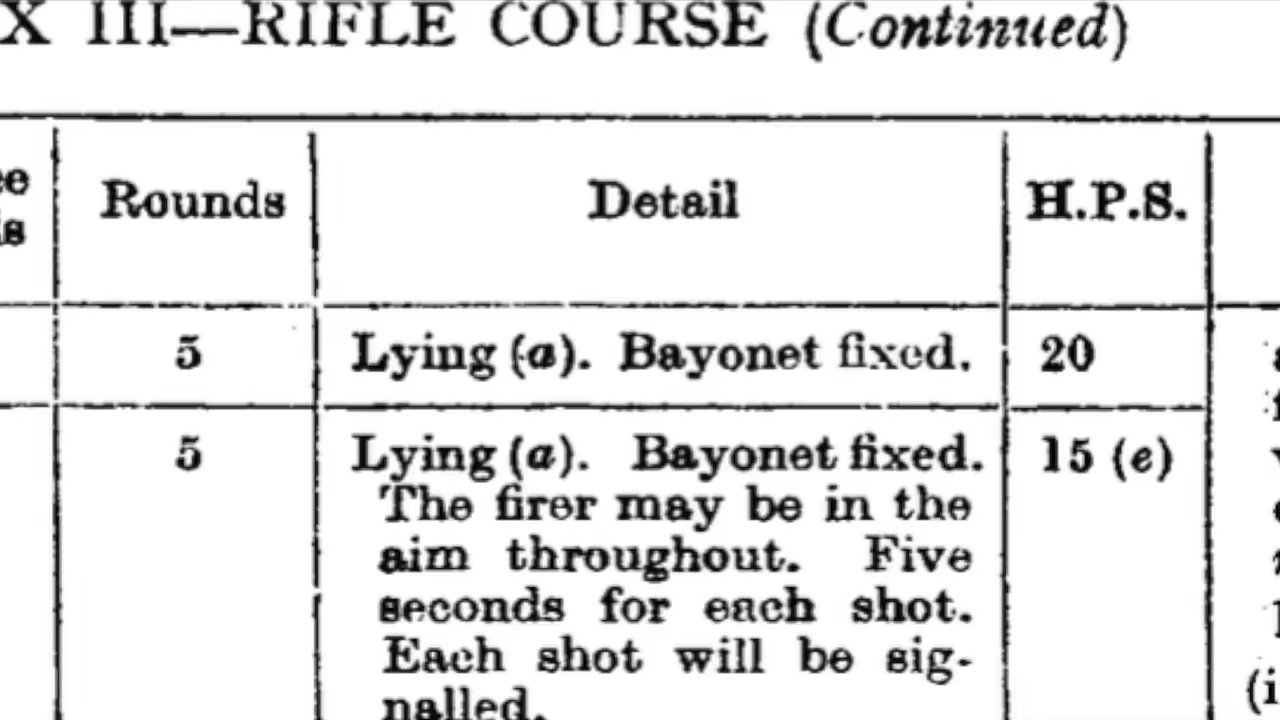 X III—RIFLE COURSE (Continued)
Rounds Detail H.P.S.
5 Lying (a). Bayonet fixed. 20
5 Lying (a). Bayonet fixed. 15 (e)
The firer may be in the
aim throughout. Five
seconds for each shot.
Each shot will be sig-
nalled.